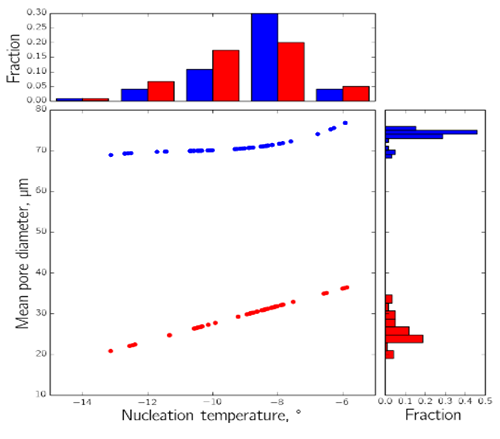 0.30
0.25
0.20
0.15
0.10
0.05
0.00
Fraction
80
70
60
50
40
30
20
10
Mean pore diameter, μm
−14 −12 −10 −8 −6
Nucleation temperature, °
0.0 0.1 0.2 0.3 0.4 0.5
Fraction